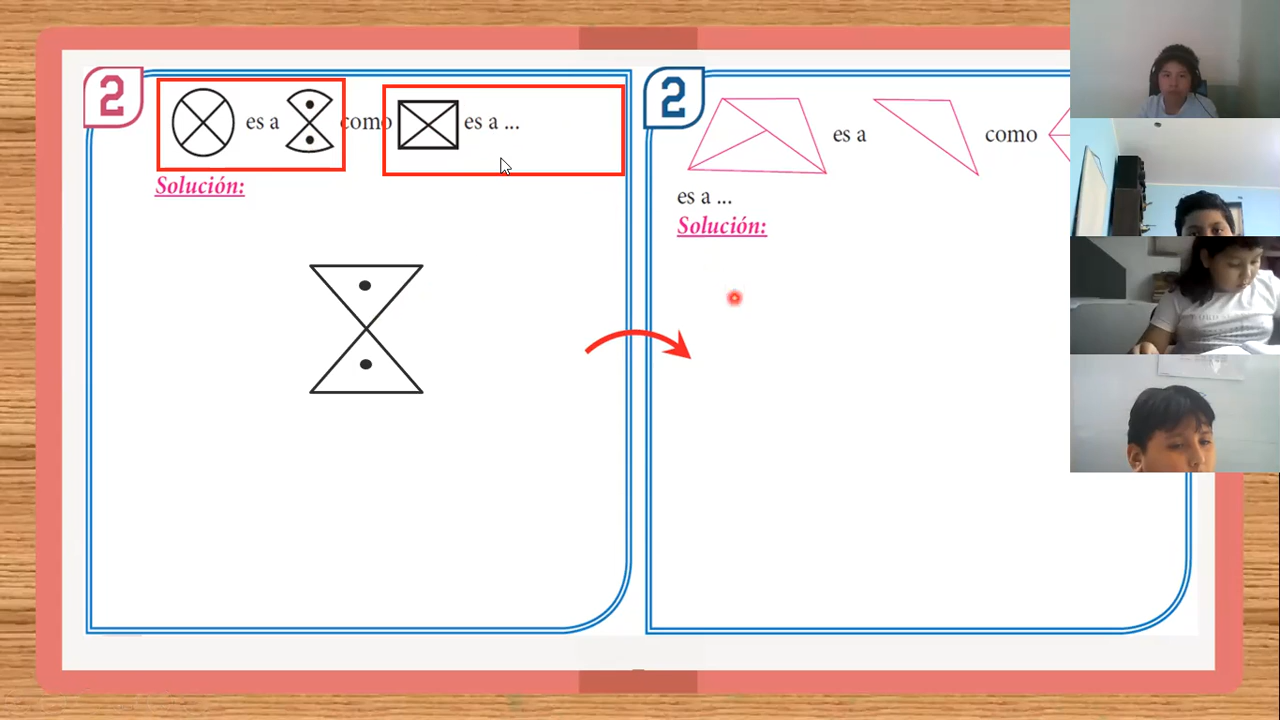 2
es a como es a ...
Solución:
2
es a como
es a ...
Solución: